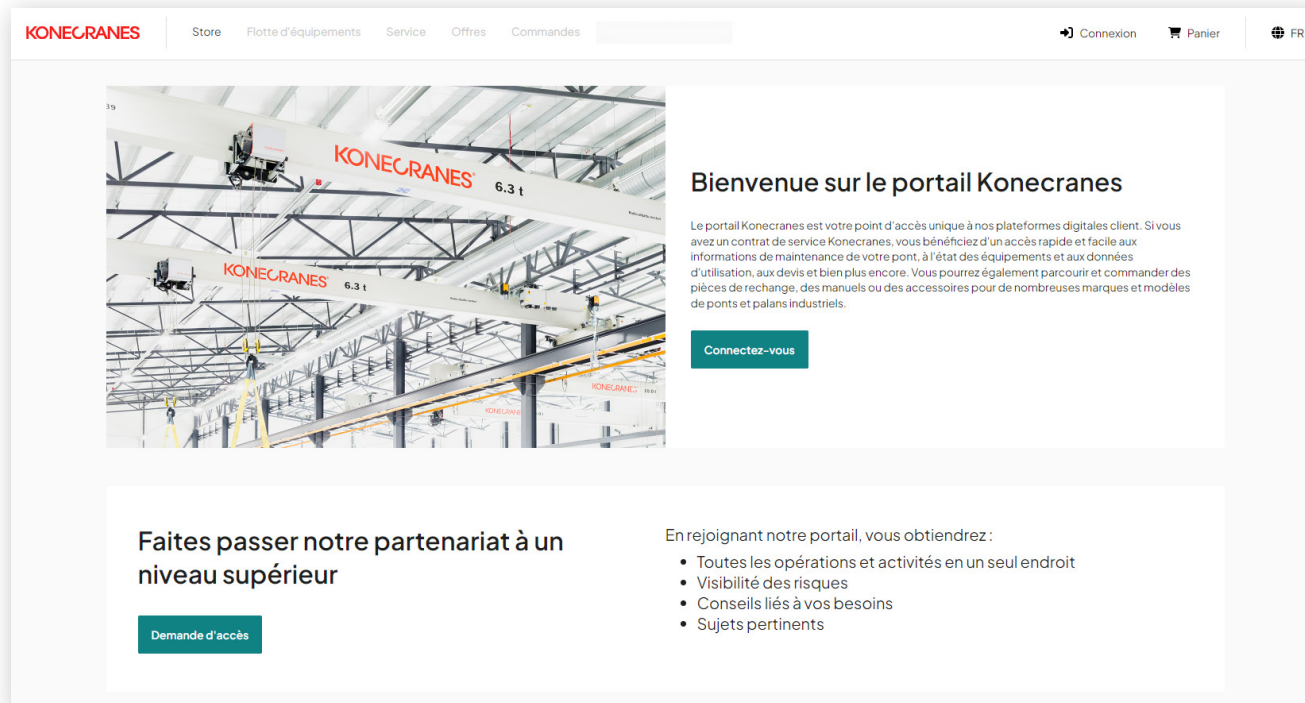 KONECRANES
Store Flotte d'équipements Service Offres Commandes
Connexion Panier FR
39
KONECRANES 6.3 t
KONECRANES 6.3 t
KONECRANES 10.0 t
KONECRANES
Bienvenue sur le portail Konecranes
Le portail Konecranes est votre point d'accès unique à nos plateformes digitales client. Si vous
avez un contrat de service Konecranes, vous bénéficiez d'un accès rapide et facile aux
informations de maintenance de votre pont, à l'état des équipements et aux données
d'utilisation, aux devis et bien plus encore. Vous pourrez également parcourir et commander des
pièces de rechange, des manuels ou des accessoires pour de nombreuses marques et modèles
de ponts et palans industriels.
Connectez-vous
Faites passer notre partenariat à un
niveau supérieur
Demande d'accès
En rejoignant notre portail, vous obtiendrez :
• Toutes les opérations et activités en un seul endroit
• Visibilité des risques
• Conseils liés à vos besoins
• Sujets pertinents